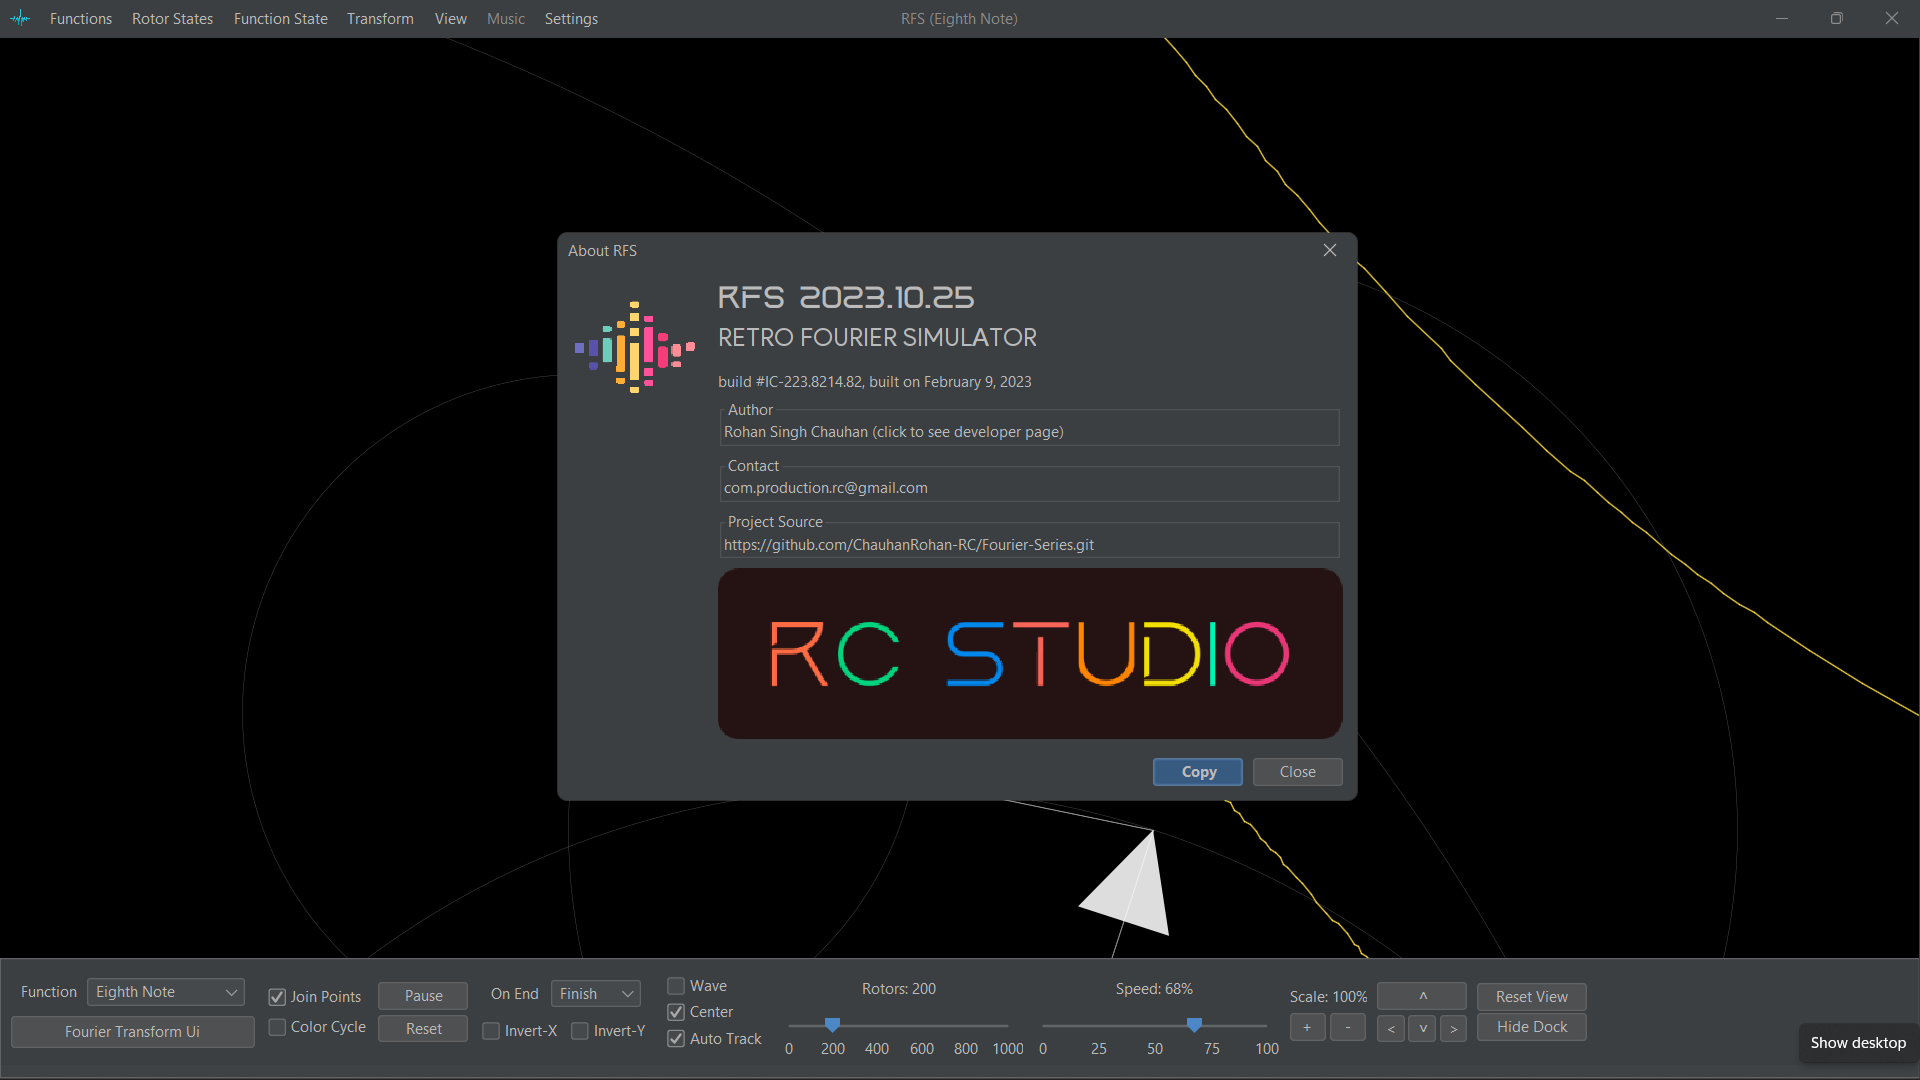 Functions Rotor States Function State Transform View Music Settings
RFS (Eighth Note)
About RFS
RFS 2023.10.25
RETRO FOURIER SIMULATOR
build #IC-223.8214.82, built on February 9, 2023
Author
Rohan Singh Chauhan (click to see developer page)
Contact
com.production.rc@gmail.com
Project Source
https://github.com/ChauhanRohan-RC/Fourier-Series.git
RC STUDIO
Copy Close
Function Eighth Note
Fourier Transform Ui
Join Points
Color Cycle
Pause
Reset
On End Finish
Invert-X Invert-Y
Wave
Center
Auto Track
Rotors: 200
0 200 400 600 800 1000
Speed: 68%
0 25 50 75 100
Scale: 100% ^
+ - < v >
Reset View
Hide Dock
Show desktop